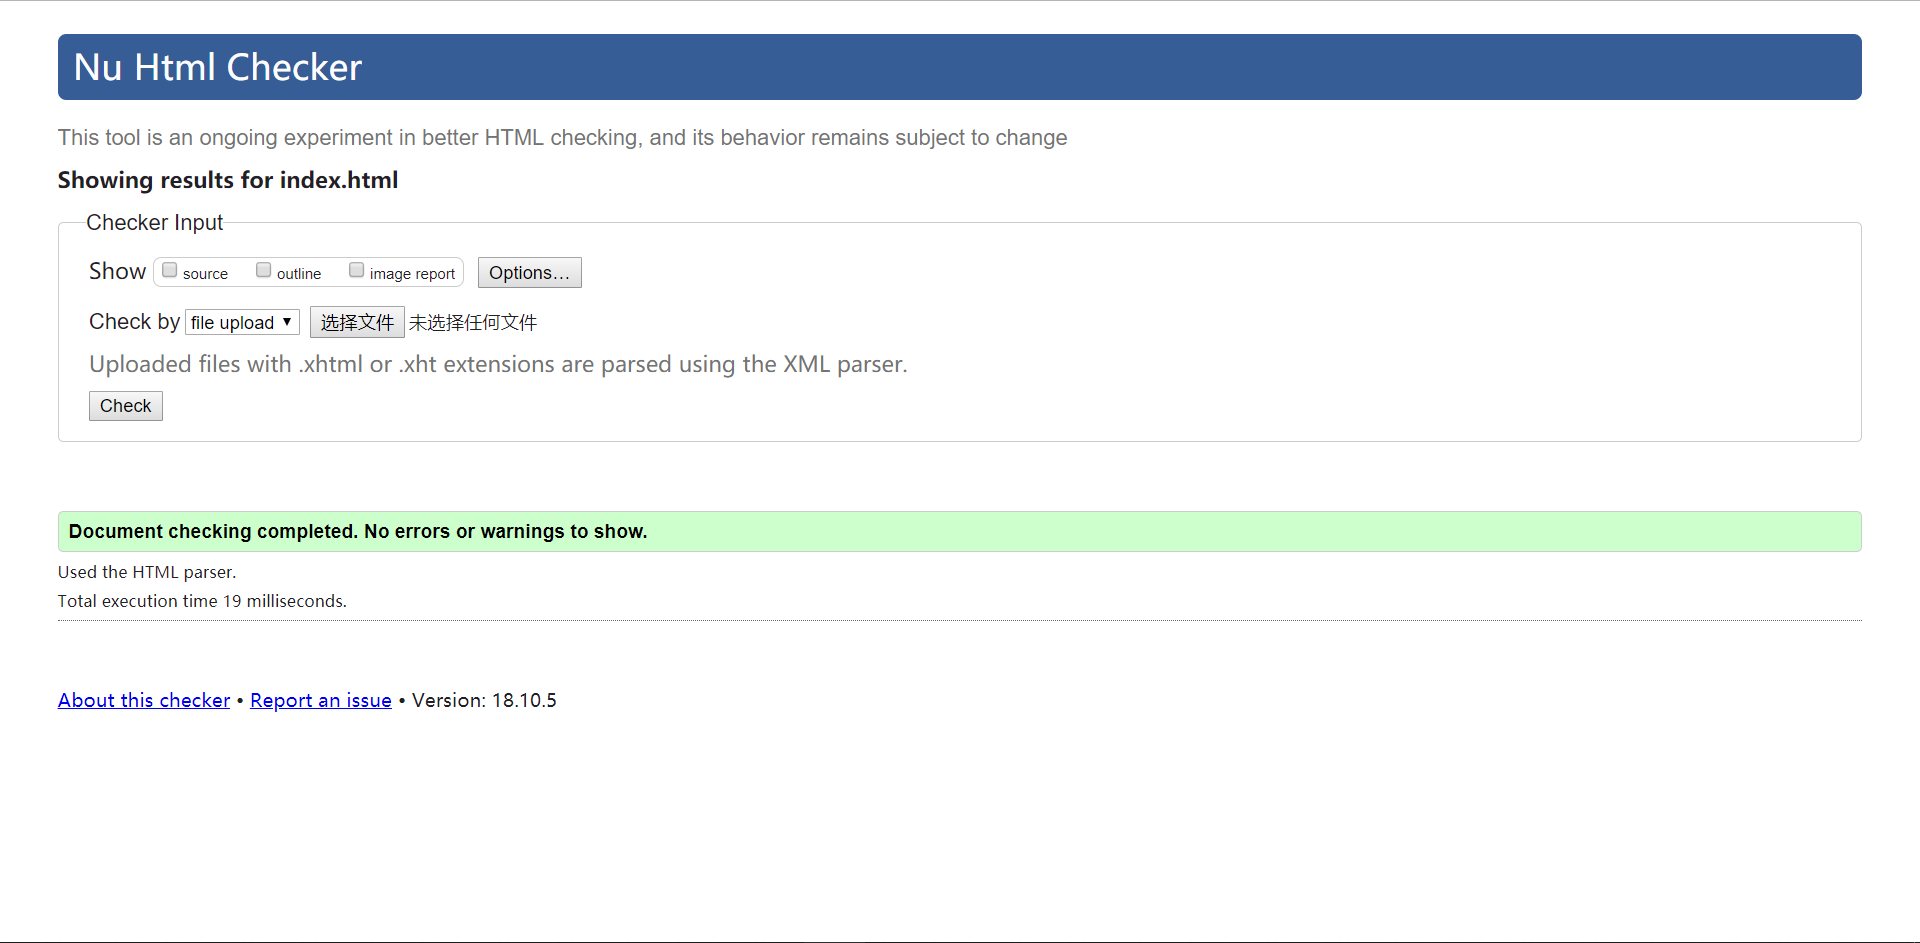 Nu Html Checker
This tool is an ongoing experiment in better HTML checking, and its behavior remains subject to change
Showing results for index.html
Checker Input
Show source outline image report Options…
Check by file upload 选择文件 未选择任何文件
Uploaded files with .xhtml or .xht extensions are parsed using the XML parser.
Check
Document checking completed. No errors or warnings to show.
Used the HTML parser.
Total execution time 19 milliseconds.
About this checker • Report an issue • Version: 18.10.5